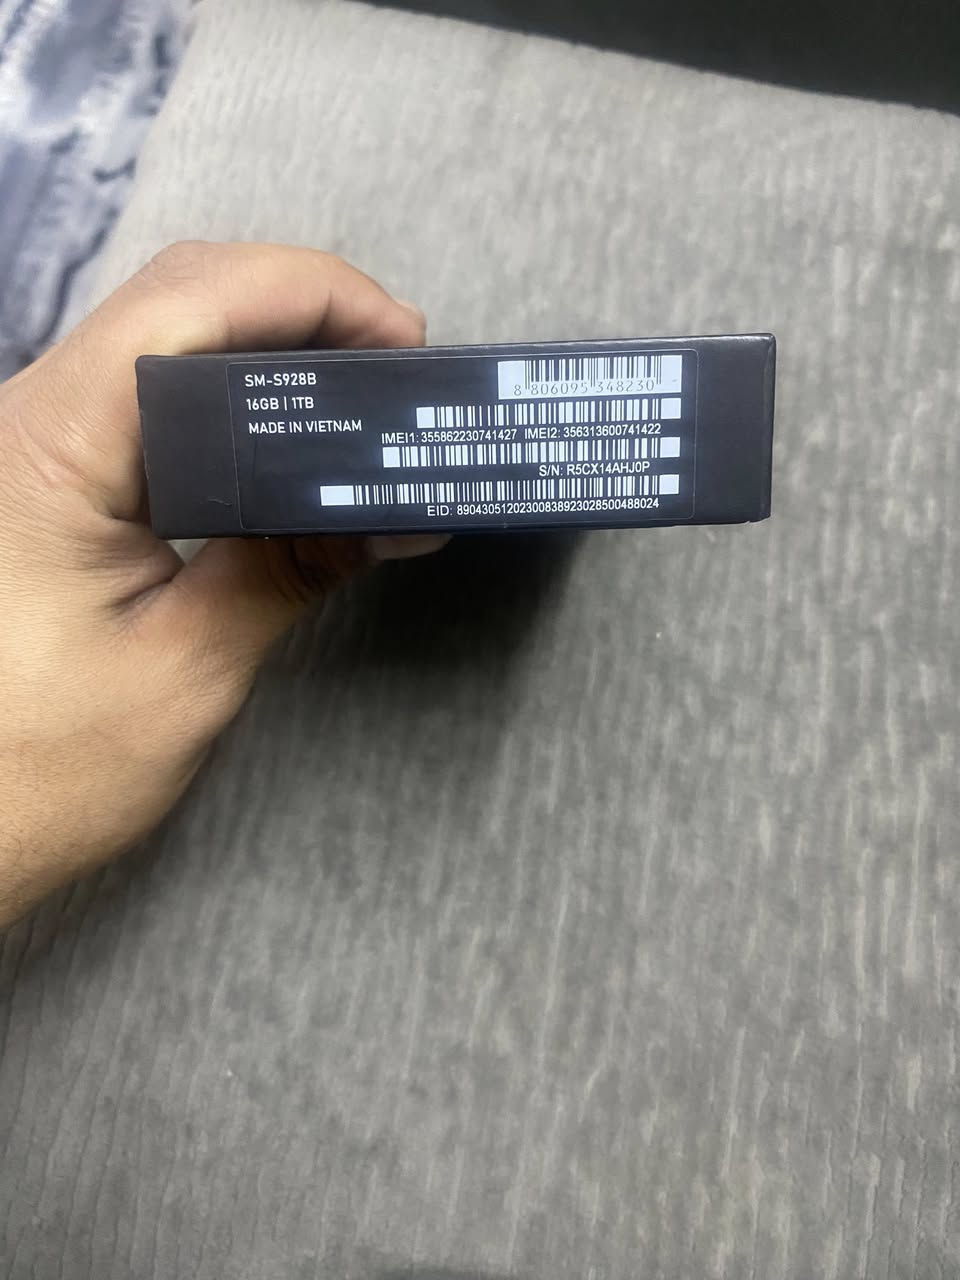 SM-S928B
16GB | 1TB
MADE IN VIETNAM
8 806095 348230
IMEI1: 355862230741427 IMEI2: 356313600741422
S/N: R5CX14AHJ0P
EID: 89043051202300838923028500488024